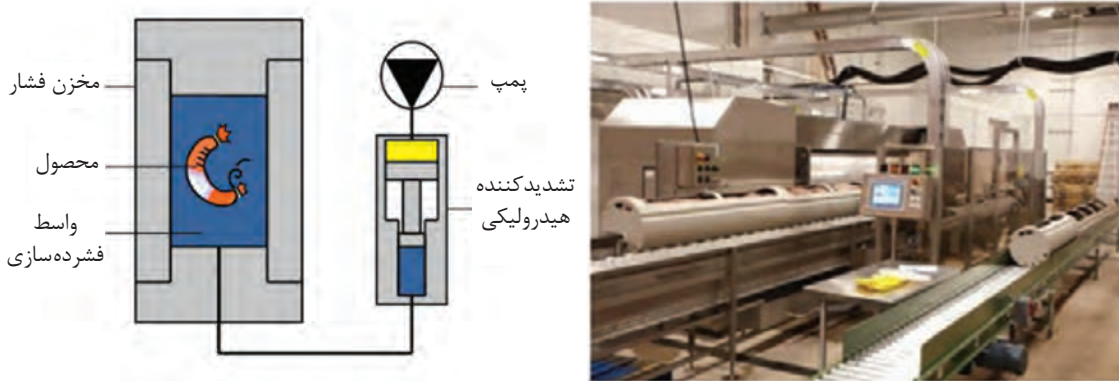 مخزن فشار
محصول
واسط
فشرده‌سازی
پمپ
تشدیدکننده
هیدرولیکی